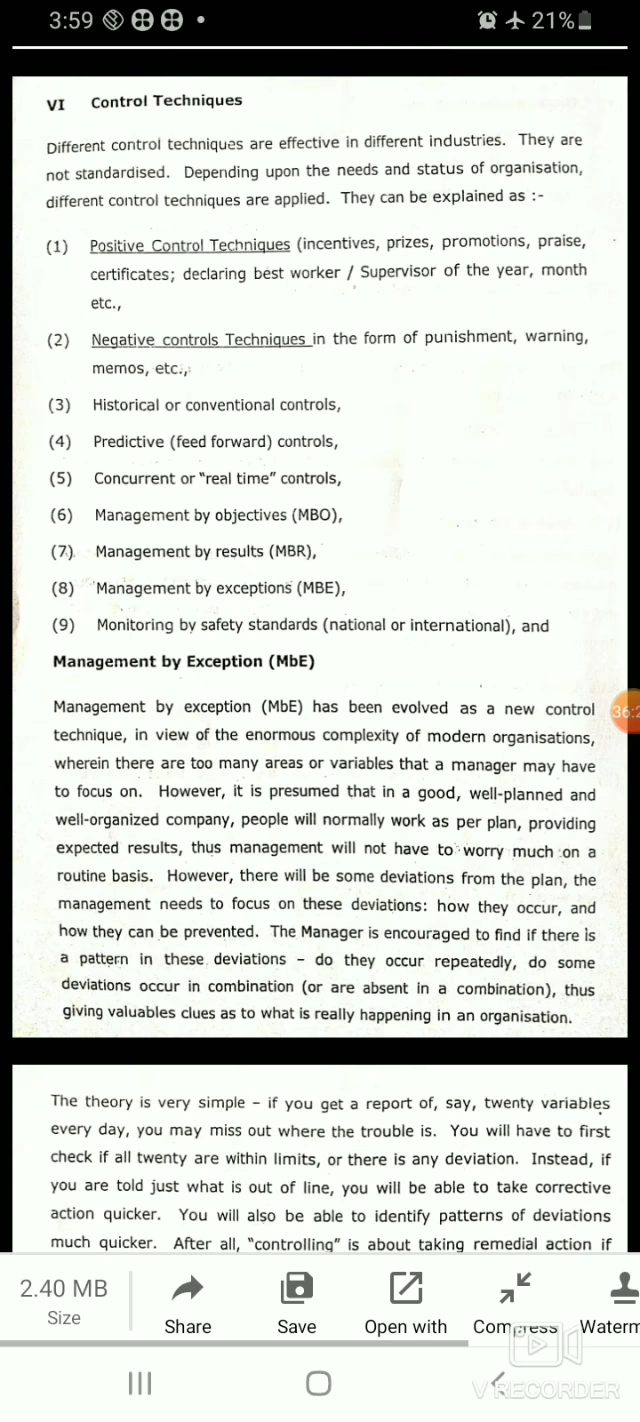 3:59
21%
VI Control Techniques
Different control techniques are effective in different industries. They are
not standardised. Depending upon the needs and status of organisation,
different control techniques are applied. They can be explained as :-
(1) Positive Control Techniques (incentives, prizes, promotions, praise,
certificates; declaring best worker / Supervisor of the year, month
etc.,
(2) Negative controls Techniques in the form of punishment, warning,
memos, etc.,
(3) Historical or conventional controls,
(4) Predictive (feed forward) controls,
(5) Concurrent or "real time" controls,
(6) Management by objectives (MBO),
(7) Management by results (MBR),
(8) Management by exceptions (MBE),
(9) Monitoring by safety standards (national or international), and
Management by Exception (MbE)
Management by exception (MbE) has been evolved as a new control
technique, in view of the enormous complexity of modern organisations,
wherein there are too many areas or variables that a manager may have
to focus on. However, it is presumed that in a good, well-planned and
well-organized company, people will normally work as per plan, providing
expected results, thus management will not have to worry much on a
routine basis. However, there will be some deviations from the plan, the
management needs to focus on these deviations: how they occur, and
how they can be prevented. The Manager is encouraged to find if there is
a pattern in these deviations – do they occur repeatedly, do some
deviations occur in combination (or are absent in a combination), thus
giving valuables clues as to what is really happening in an organisation.
The theory is very simple – if you get a report of, say, twenty variables
every day, you may miss out where the trouble is. You will have to first
check if all twenty are within limits, or there is any deviation. Instead, if
you are told just what is out of line, you will be able to take corrective
action quicker. You will also be able to identify patterns of deviations
much quicker. After all, "controlling" is about taking remedial action if
2.40 MB
Size
Share
Save
Open with
Compress
Waterm
VRECORDER